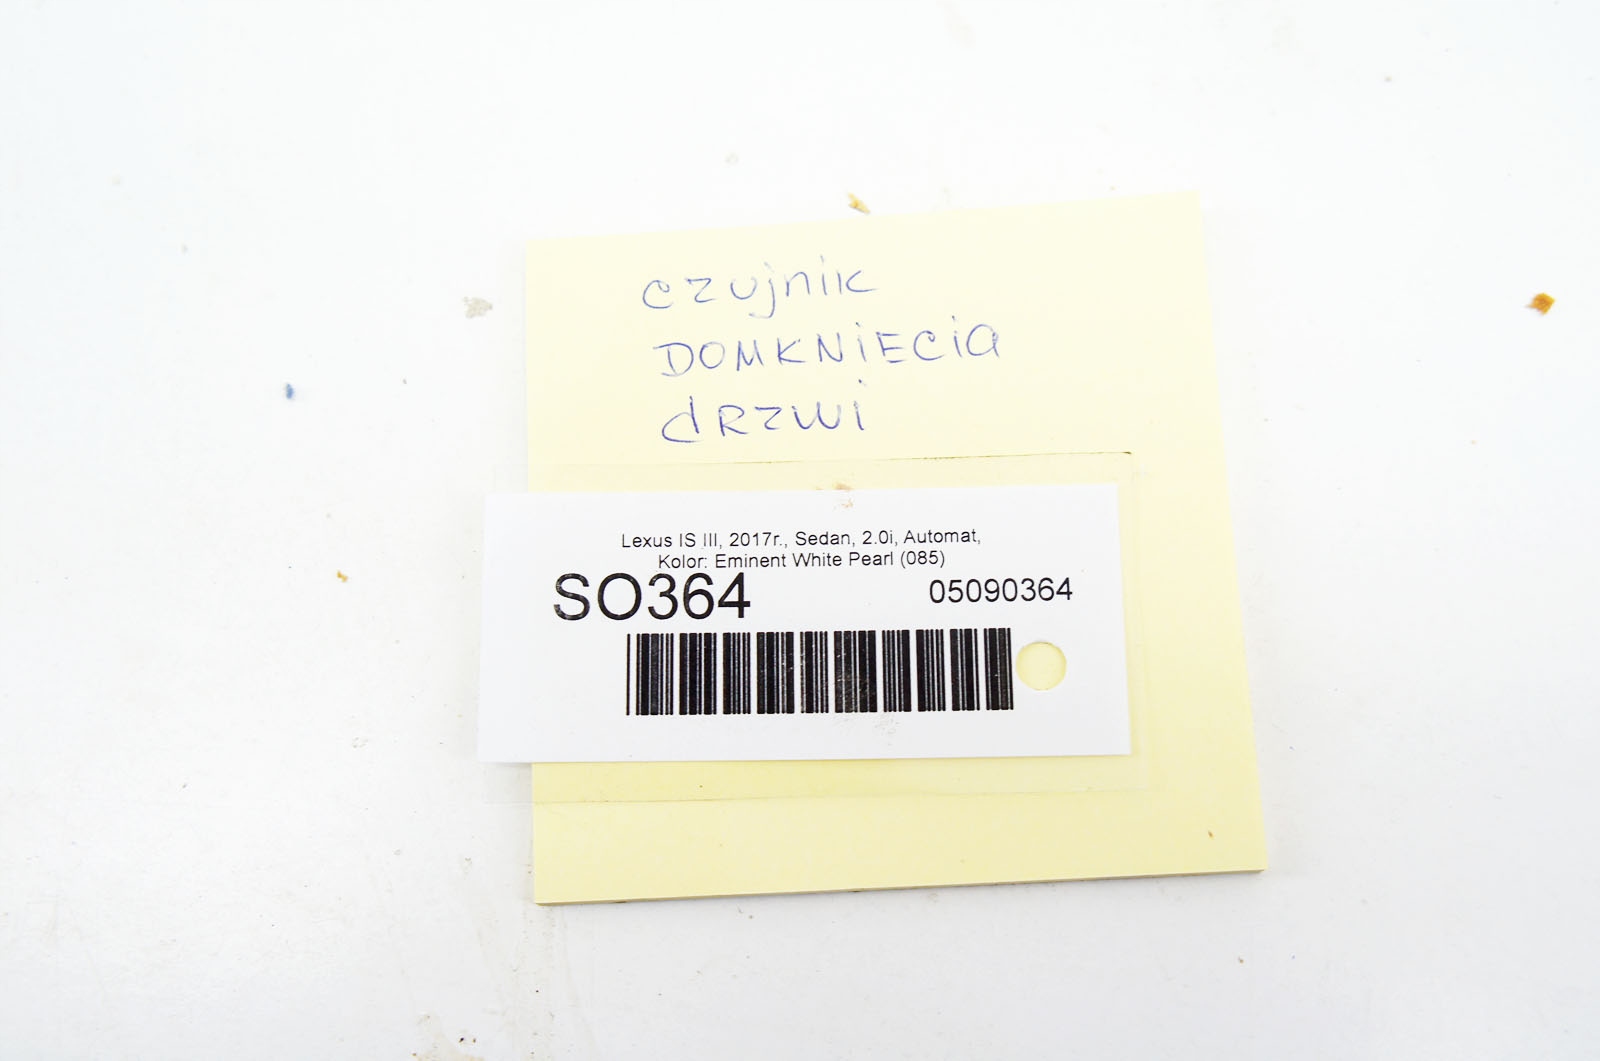 czujnik
DOMKNiECia
dRzwi
Lexus IS III, 2017r., Sedan, 2.0i, Automat,
Kolor: Eminent White Pearl (085)
SO364
05090364